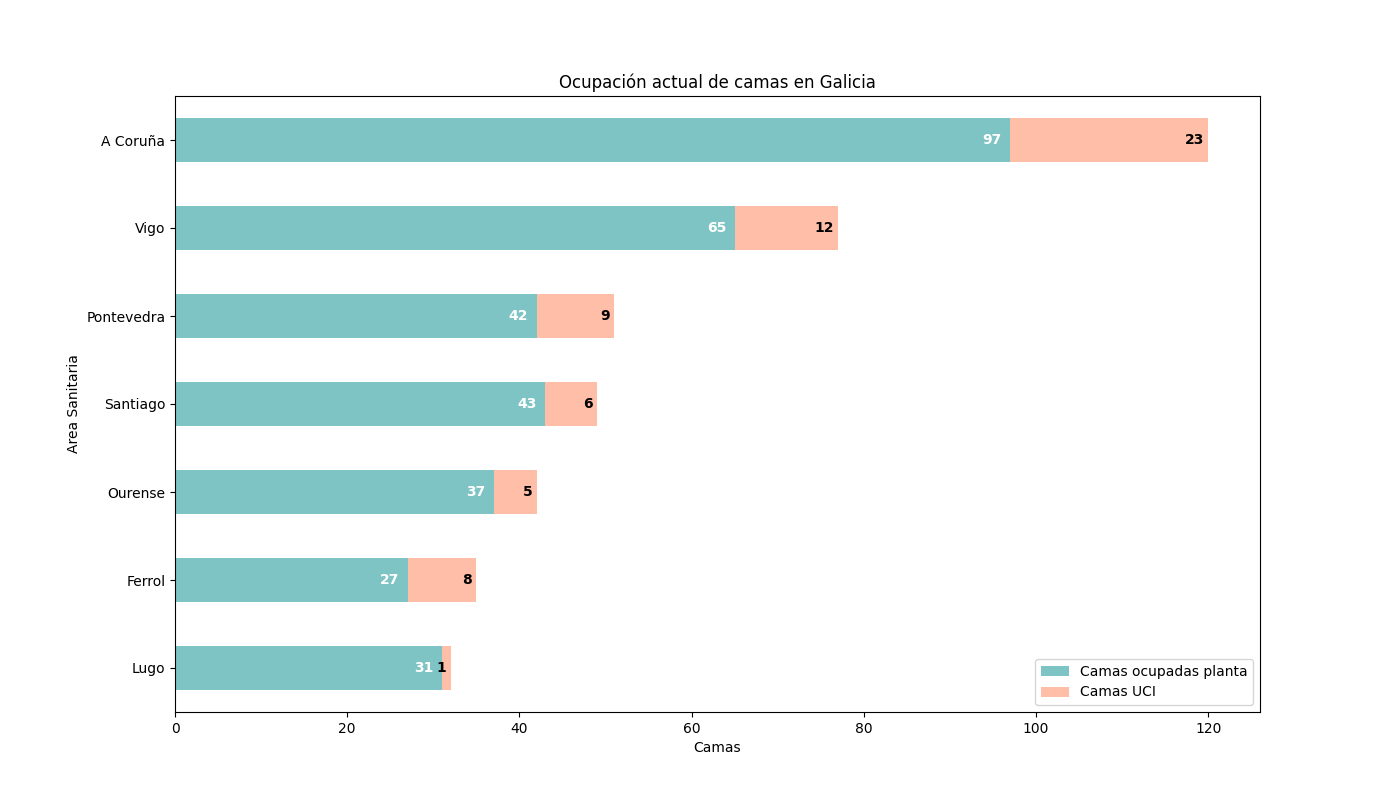 Ocupación actual de camas en Galicia
A Coruña 97 23
Vigo 65 12
Pontevedra 42 9
Santiago 43 6
Ourense 37 5
Ferrol 27 8
Lugo 31 1
Area Sanitaria
Camas ocupadas planta
Camas UCI
0 20 40 60 80 100 120
Camas